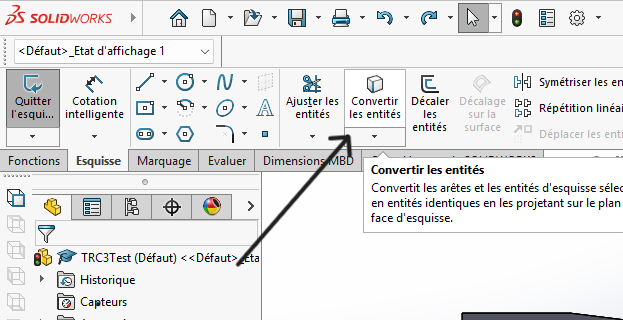 SOLIDWORKS
<Défaut>_Etat d'affichage 1
Quitter l'esqui...
Cotation intelligente
Ajuster les entités
Convertir les entités
Décaler les entités
Décalage sur la surface
Symétriser les en
Répétition linéai
Déplacer les enti
Fonctions
Esquisse
Marquage
Evaluer
Dimensions MBD
Convertir les entités
Convertit les arêtes et les entités d'esquisse sélec
en entités identiques en les projetant sur le plan
face d'esquisse.
TRC3Test (Défaut) <<Défaut>_Eta
Historique
Capteurs